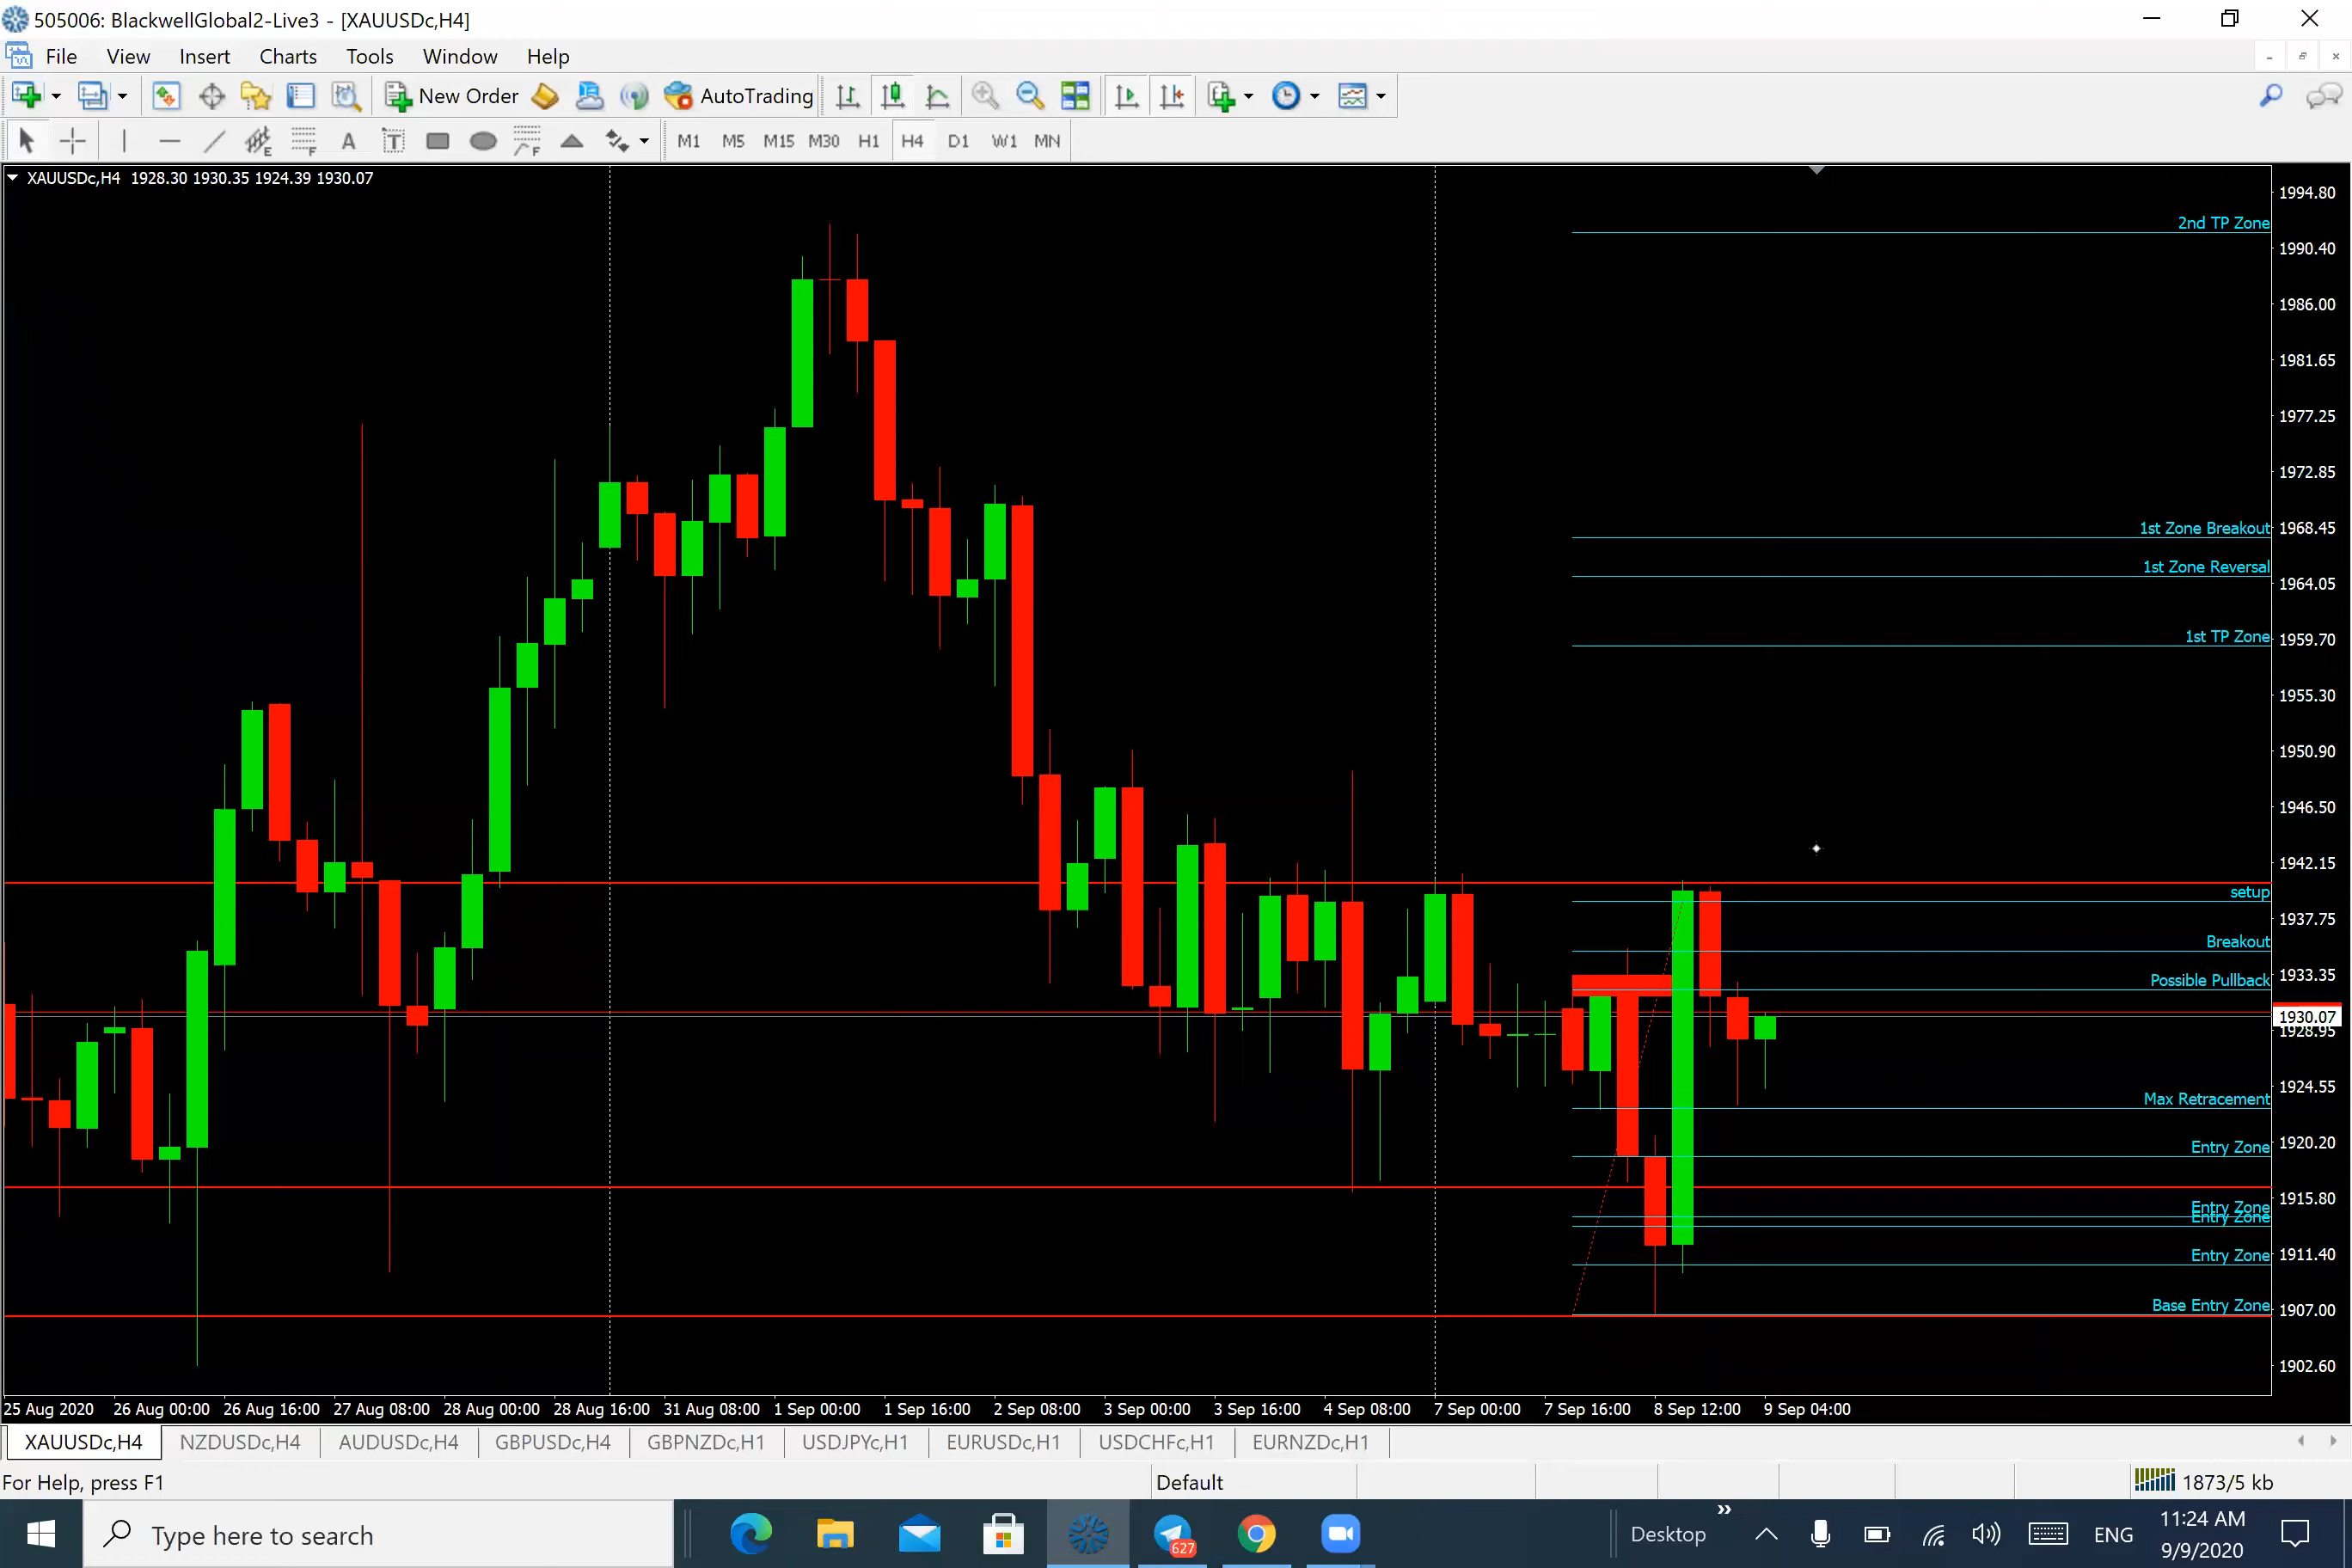 505006: BlackwellGlobal2-Live3 - [XAUUSDc,H4]
File View Insert Charts Tools Window Help
New Order AutoTrading
A T E F F M1 M5 M15 M30 H1 H4 D1 W1 MN
XAUUSDc,H4 1928.30 1930.35 1924.39 1930.07
1994.80
2nd TP Zone
1990.40
1986.00
1981.65
1977.25
1972.85
1st Zone Breakout 1968.45
1st Zone Reversal
1964.05
1st TP Zone 1959.70
1955.30
1950.90
1946.50
1942.15
setup
1937.75
Breakout
Possible Pullback 1933.35
1930.07
1928.95
1924.55
Max Retracement
Entry Zone 1920.20
1915.80
Entry Zone
Entry Zone
Entry Zone 1911.40
Base Entry Zone 1907.00
1902.60
25 Aug 2020 26 Aug 00:00 26 Aug 16:00 27 Aug 08:00 28 Aug 00:00 28 Aug 16:00 31 Aug 08:00 1 Sep 00:00 1 Sep 16:00 2 Sep 08:00 3 Sep 00:00 3 Sep 16:00 4 Sep 08:00 7 Sep 00:00 7 Sep 16:00 8 Sep 12:00 9 Sep 04:00
XAUUSDc,H4 NZDUSDc,H4 AUDUSDc,H4 GBPUSDc,H4 GBPNZDc,H1 USDJPYc,H1 EURUSDc,H1 USDCHFc,H1 EURNZDc,H1
For Help, press F1 Default 1873/5 kb
Type here to search 627 Desktop ENG 11:24 AM
9/9/2020